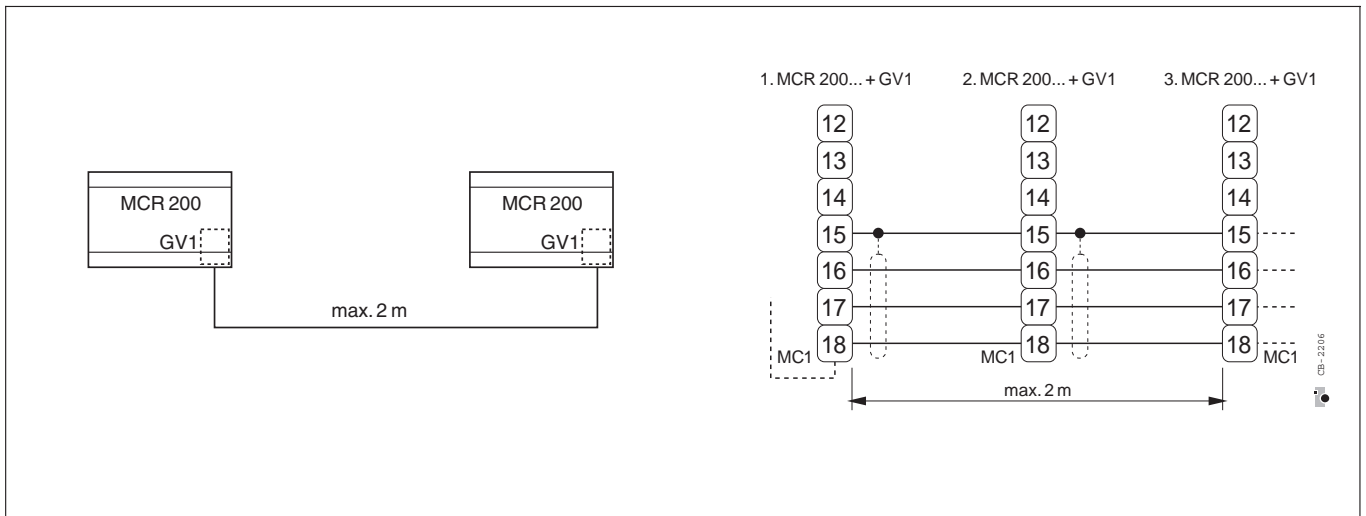 MCR 200
GV1
MCR 200
GV1
max. 2 m
1. MCR 200... + GV1
2. MCR 200... + GV1
3. MCR 200... + GV1
12 12 12
13 13 13
14 14 14
15 15 15
16 16 16
17 17 17
MC1 18 MC1 18 18 MC1
max. 2 m
CB-2206